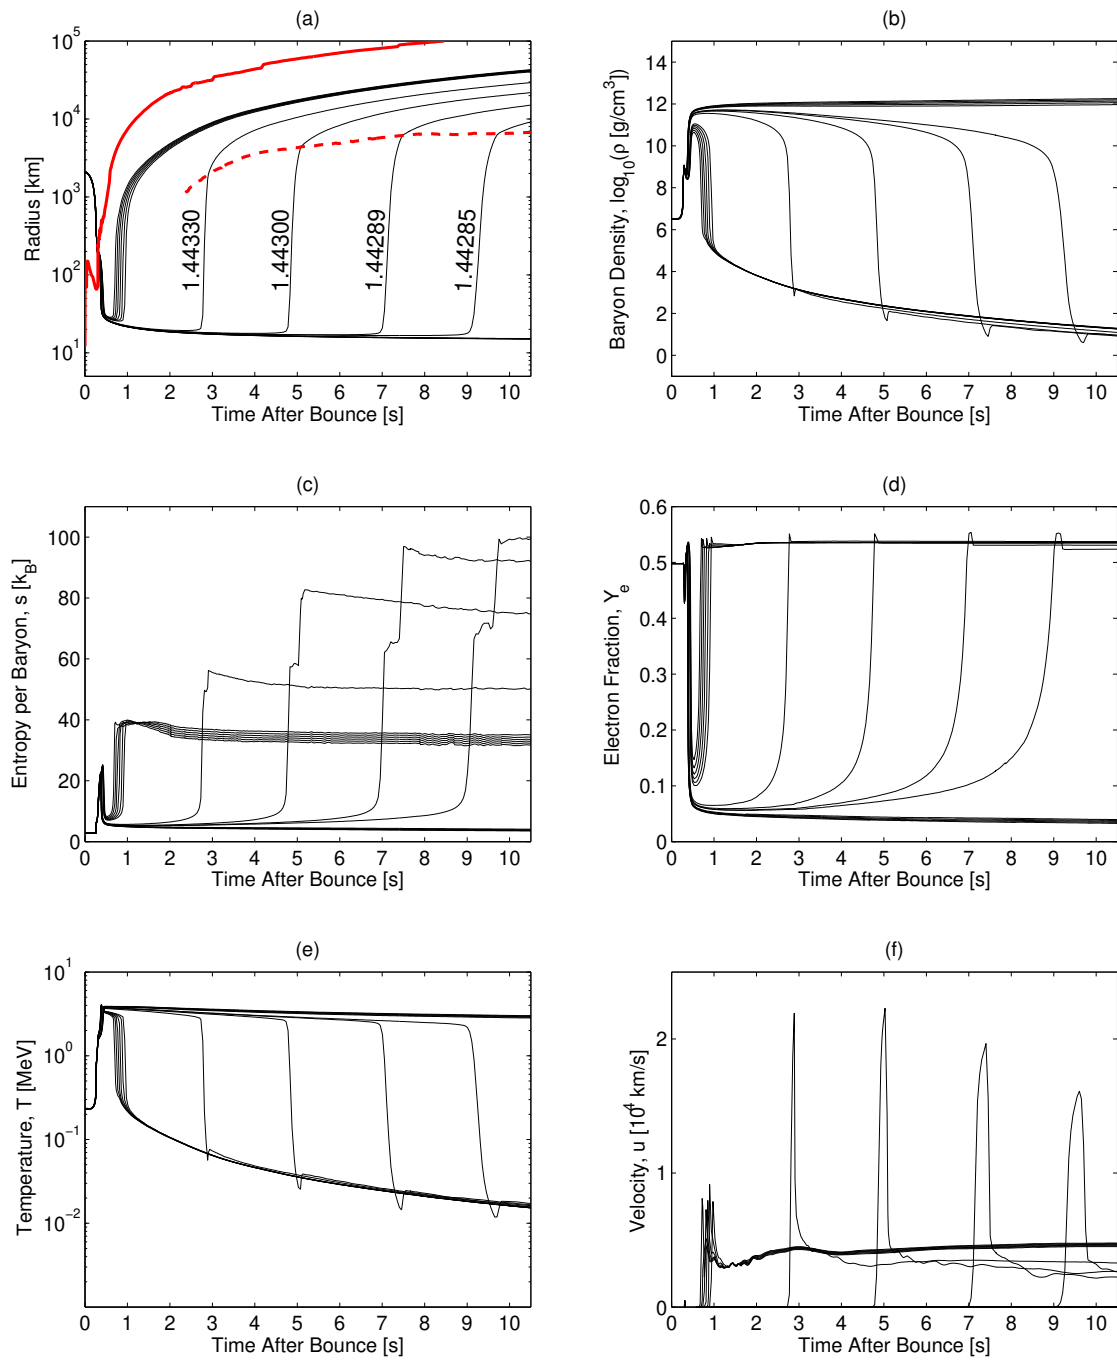 (a)
Radius [km]
10^5
10^4
10^3
10^2
10^1
1.44330
1.44300
1.44289
1.44285
0 1 2 3 4 5 6 7 8 9 10
Time After Bounce [s]
(b)
Baryon Density, log_10(ρ [g/cm^3])
14
12
10
8
6
4
2
0
0 1 2 3 4 5 6 7 8 9 10
Time After Bounce [s]
(c)
Entropy per Baryon, s [k_B]
100
80
60
40
20
0
0 1 2 3 4 5 6 7 8 9 10
Time After Bounce [s]
(d)
Electron Fraction, Y_e
0.6
0.5
0.4
0.3
0.2
0.1
0
0 1 2 3 4 5 6 7 8 9 10
Time After Bounce [s]
(e)
Temperature, T [MeV]
10^1
10^0
10^-1
10^-2
0 1 2 3 4 5 6 7 8 9 10
Time After Bounce [s]
(f)
Velocity, u [10^4 km/s]
2
1
0
0 1 2 3 4 5 6 7 8 9 10
Time After Bounce [s]